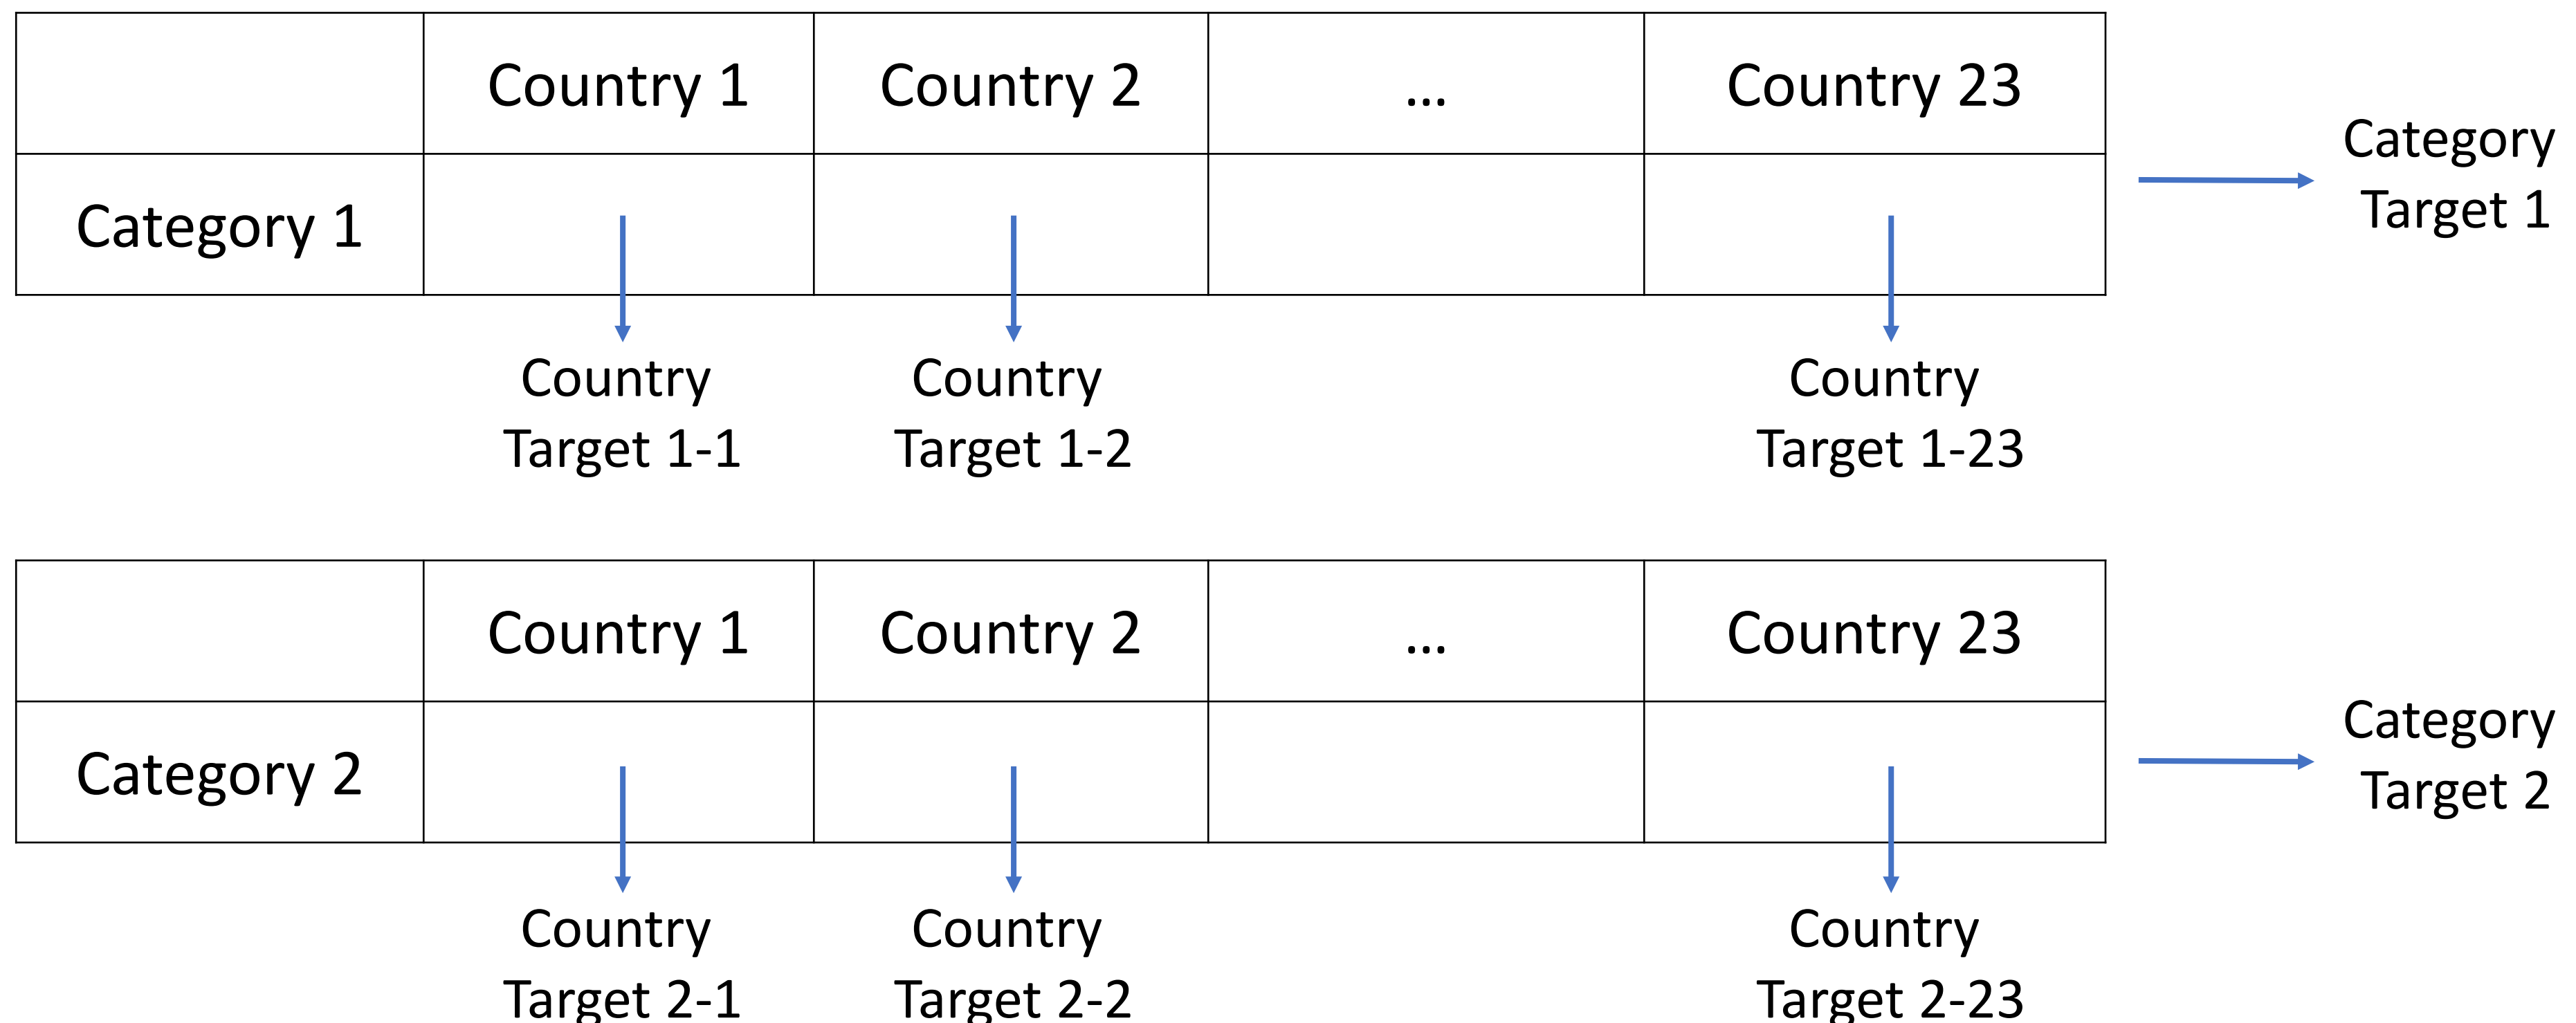 Country 1 Country 2 ... Country 23
Category 1
Category
Target 1
Country Country Country
Target 1-1 Target 1-2 Target 1-23
Country 1 Country 2 ... Country 23
Category 2
Category
Target 2
Country Country Country
Target 2-1 Target 2-2 Target 2-23